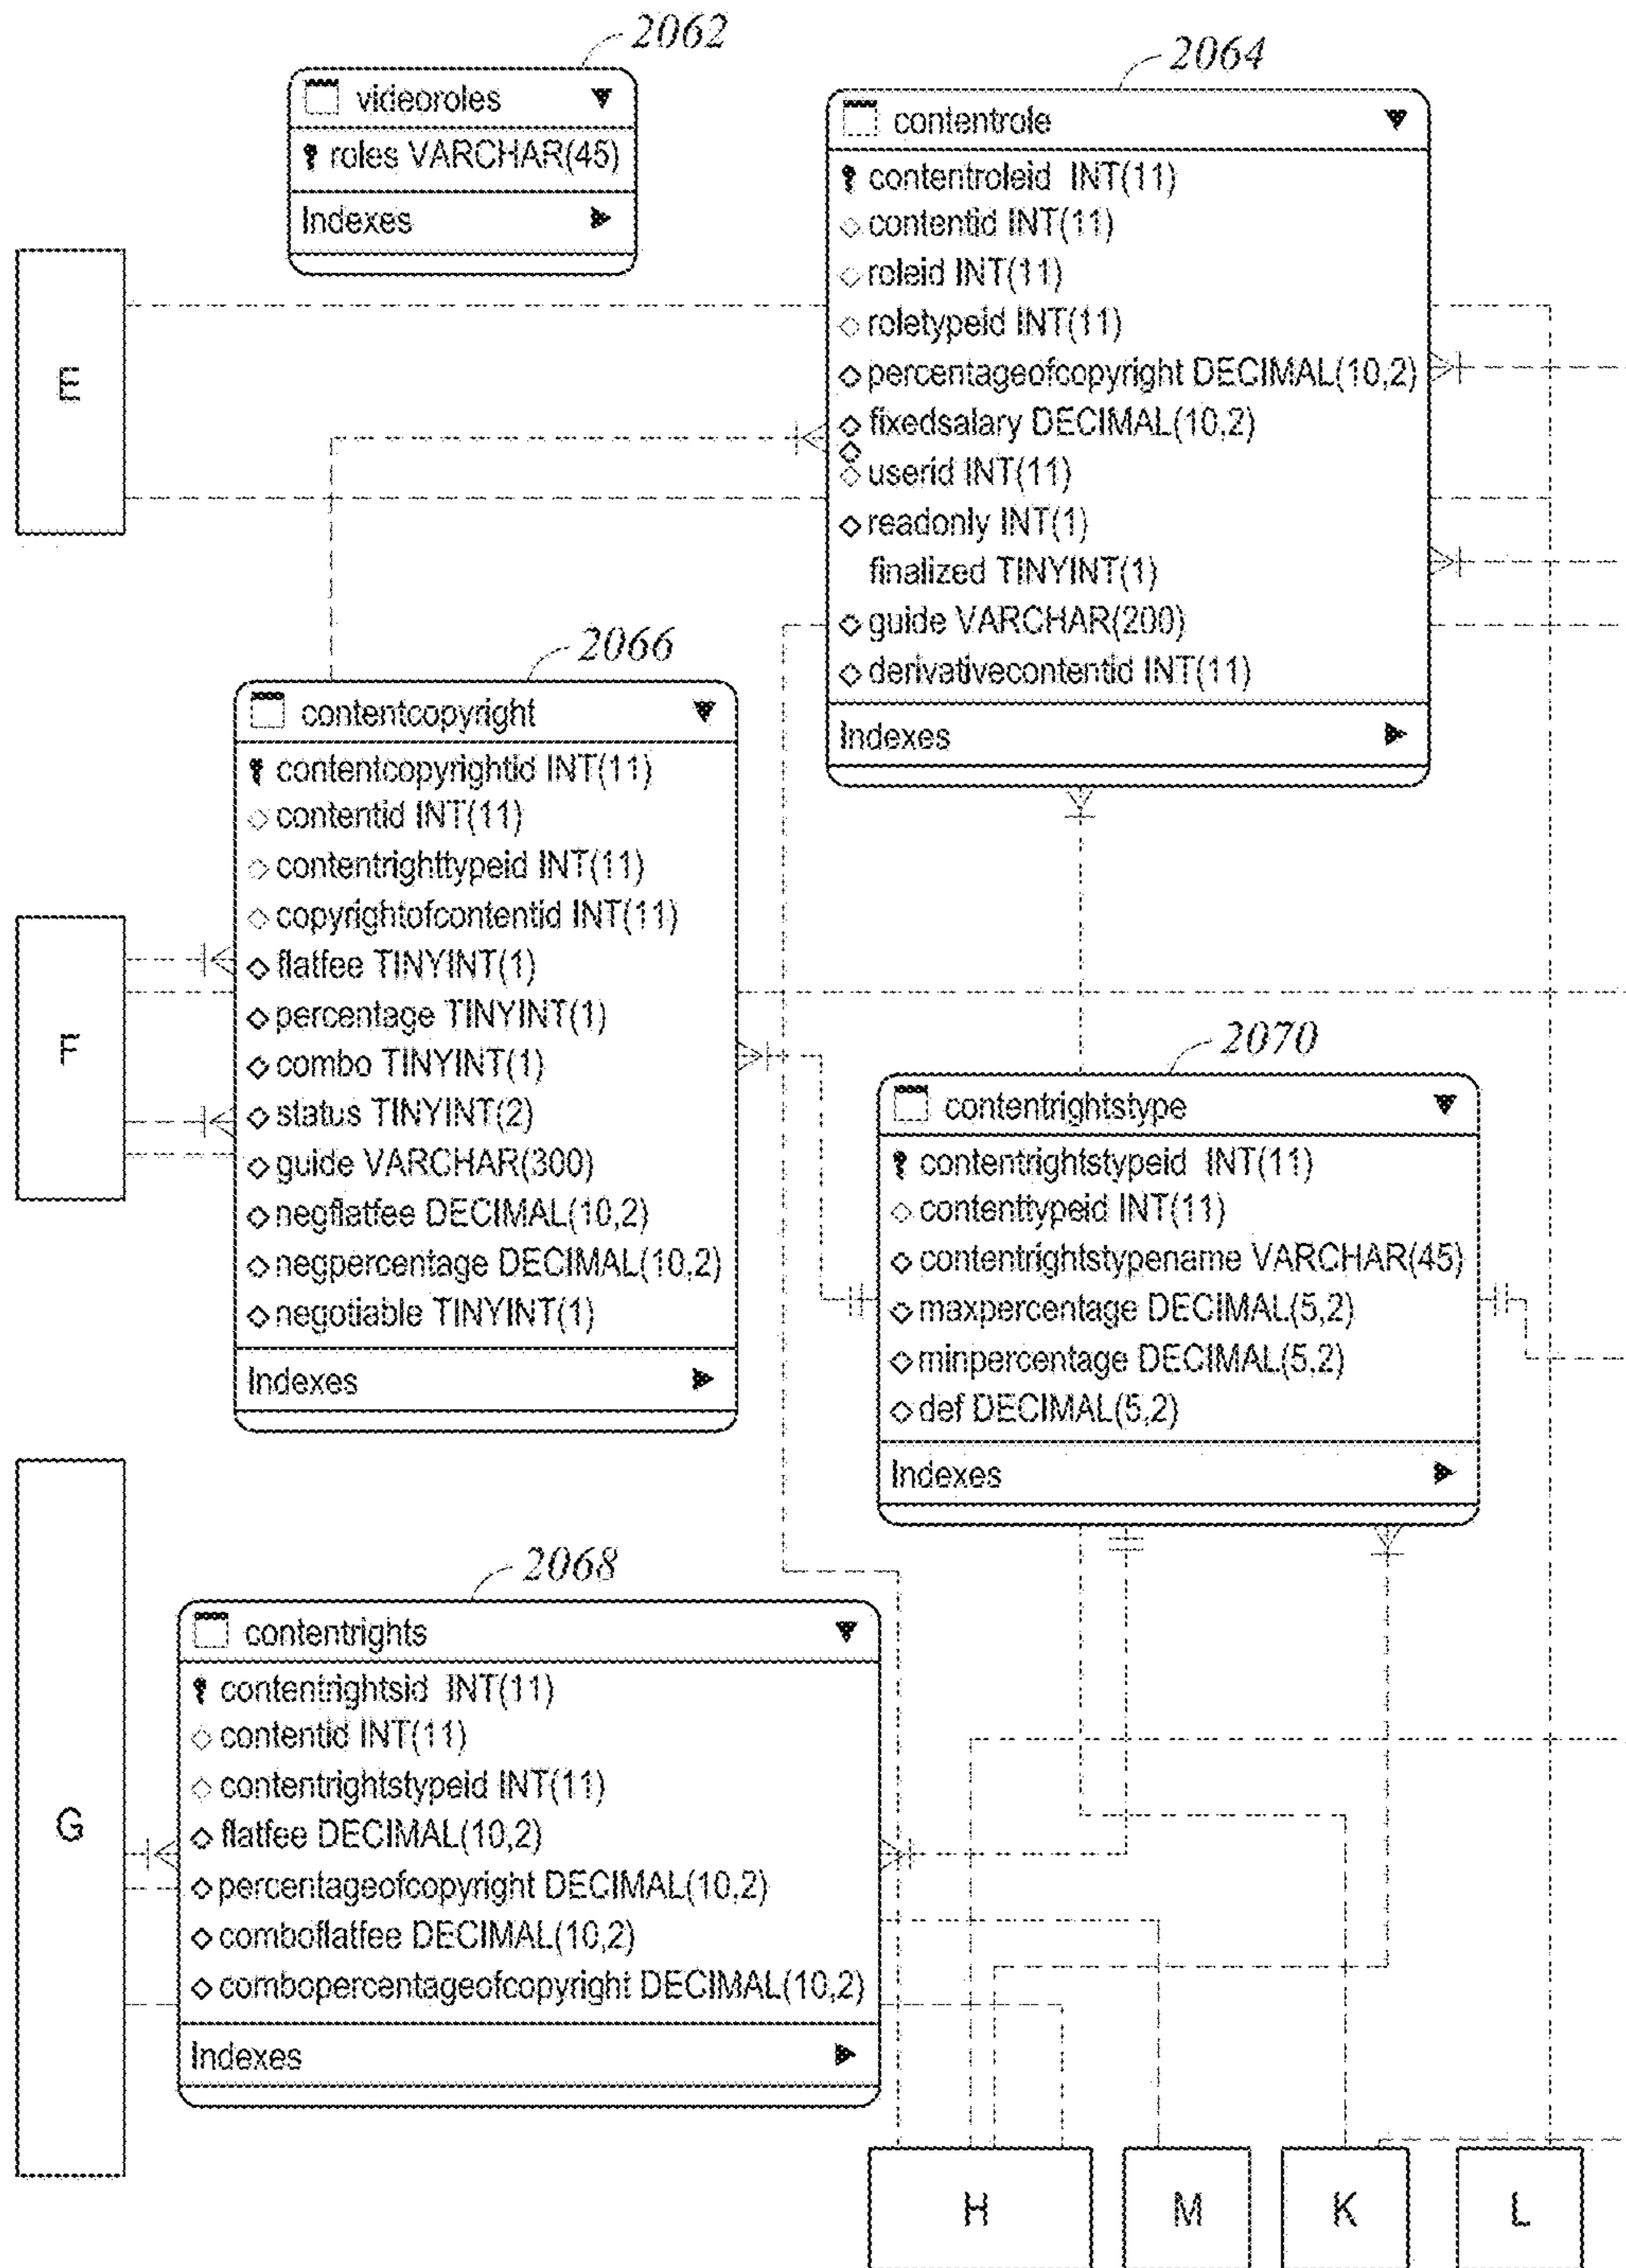 2062
videoroles
roles VARCHAR(45)
Indexes
2064
contentrole
contentroleid INT(11)
contentid INT(11)
roleid INT(11)
roletypeid INT(11)
percentageofcopyright DECIMAL(10,2)
fixedsalary DECIMAL(10,2)
userid INT(11)
readonly INT(1)
finalized TINYINT(1)
guide VARCHAR(200)
derivativecontentid INT(11)
Indexes
E
2066
contentcopyright
contentcopyrightid INT(11)
contentid INT(11)
contentrighttypeid INT(11)
copyrightofcontentid INT(11)
flatfee TINYINT(1)
percentage TINYINT(1)
combo TINYINT(1)
status TINYINT(2)
guide VARCHAR(300)
negflatfee DECIMAL(10,2)
negpercentage DECIMAL(10,2)
negotiable TINYINT(1)
Indexes
F
2070
contentrightstype
contentrightstypeid INT(11)
contenttypeid INT(11)
contentrightstypename VARCHAR(45)
maxpercentage DECIMAL(5,2)
minpercentage DECIMAL(5,2)
def DECIMAL(5,2)
Indexes
2068
contentrights
contentrightsid INT(11)
contentid INT(11)
contentrightstypeid INT(11)
flatfee DECIMAL(10,2)
percentageofcopyright DECIMAL(10,2)
comboflatfee DECIMAL(10,2)
combopercentageofcopyright DECIMAL(10,2)
Indexes
G
H
M
K
L